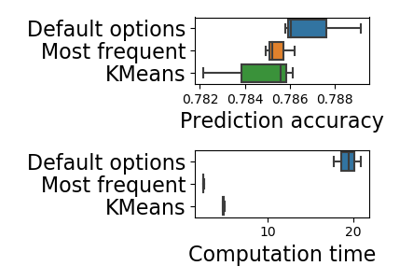 Default options
Most frequent
KMeans
0.782 0.784 0.786 0.788
Prediction accuracy
Default options
Most frequent
KMeans
10 20
Computation time